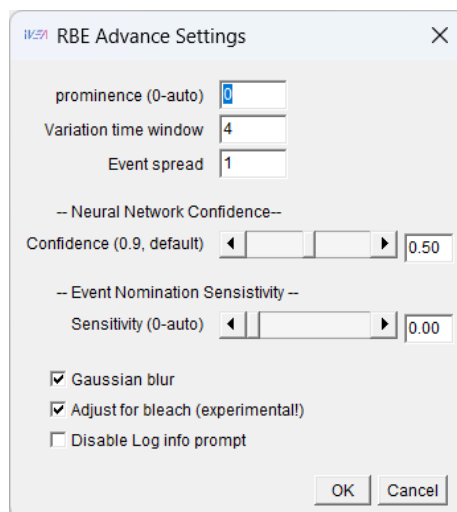 RBE Advance Settings
prominence (0-auto) 0
Variation time window 4
Event spread 1
-- Neural Network Confidence--
Confidence (0.9, default) 0.50
-- Event Nomination Sensistivity --
Sensitivity (0-auto) 0.00
Gaussian blur
Adjust for bleach (experimental!)
Disable Log info prompt
OK Cancel